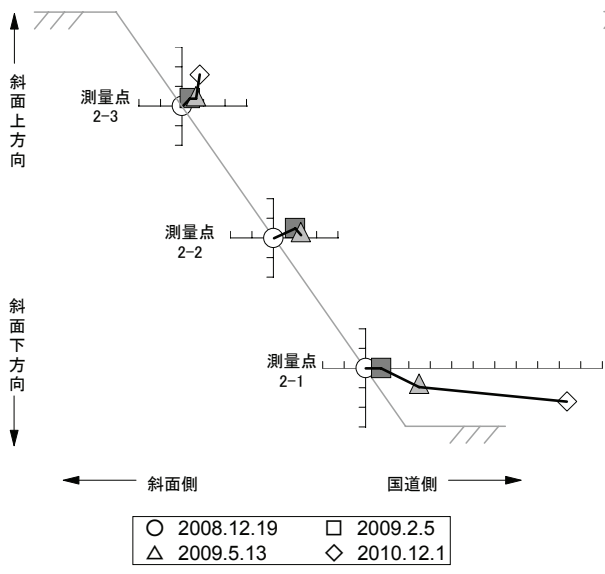 斜面上方向
測量点
2-3
測量点
2-2
斜面下方向
測量点
2-1
斜面側
国道側
2008.12.19
2009.2.5
2009.5.13
2010.12.1